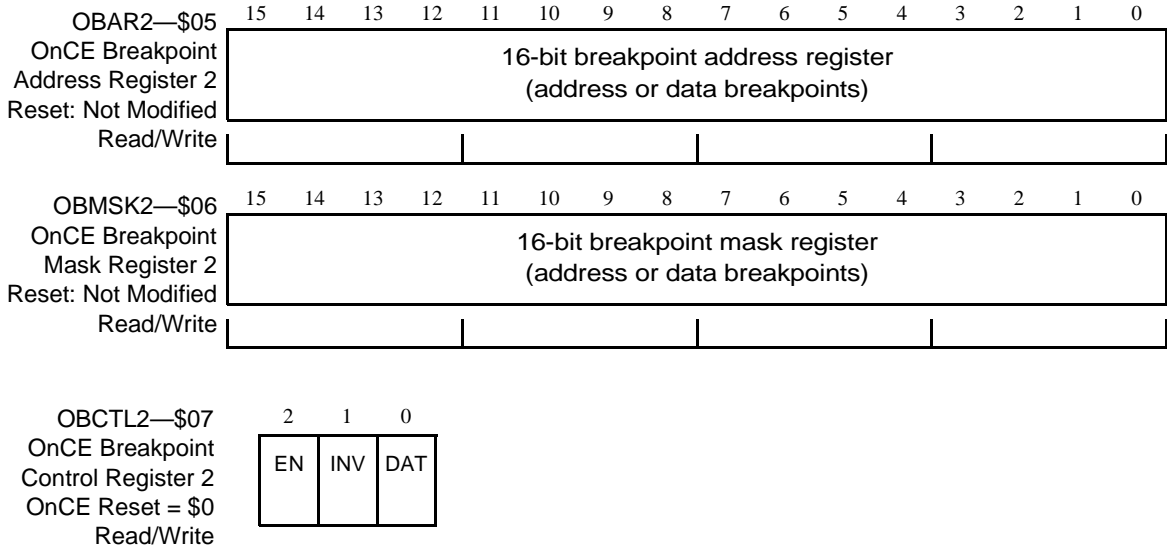 OBAR2—$05
OnCE Breakpoint
Address Register 2
Reset: Not Modified
Read/Write
15 14 13 12 11 10 9 8 7 6 5 4 3 2 1 0
16-bit breakpoint address register
(address or data breakpoints)
OBMSK2—$06
OnCE Breakpoint
Mask Register 2
Reset: Not Modified
Read/Write
15 14 13 12 11 10 9 8 7 6 5 4 3 2 1 0
16-bit breakpoint mask register
(address or data breakpoints)
OBCTL2—$07
OnCE Breakpoint
Control Register 2
OnCE Reset = $0
Read/Write
2 1 0
EN INV DAT